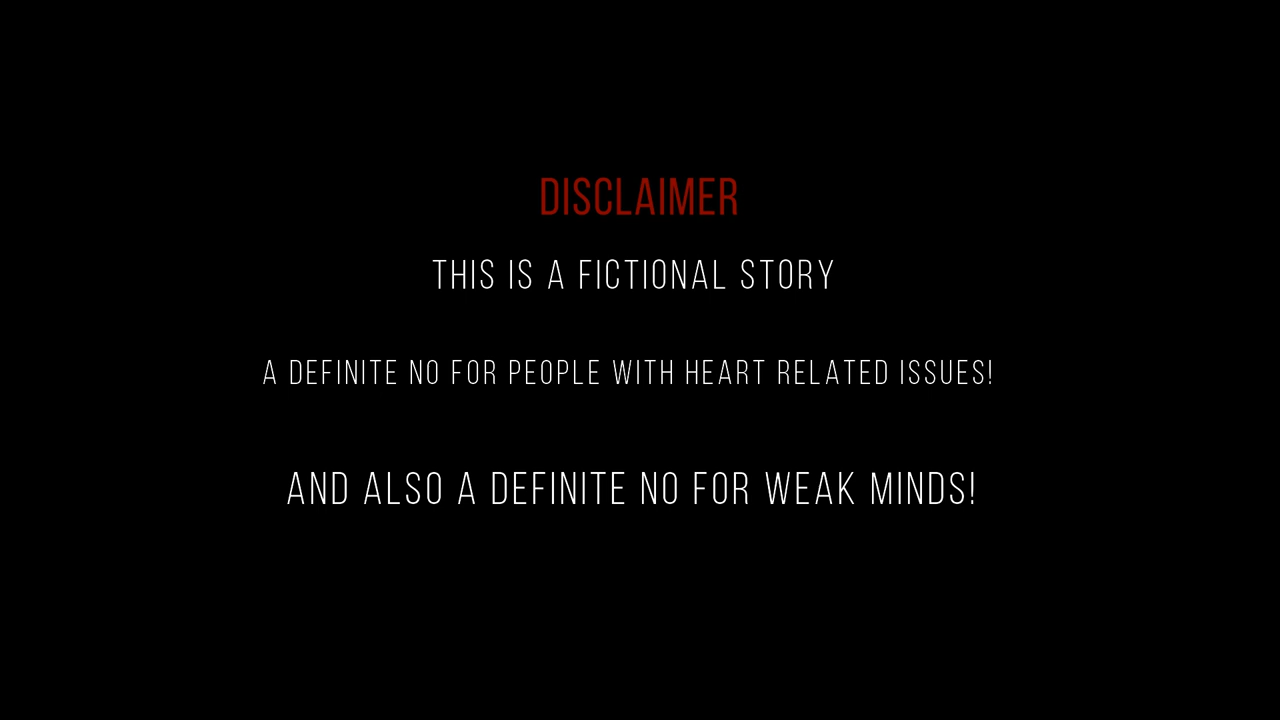 DISCLAIMER
THIS IS A FICTIONAL STORY
A DEFINITE NO FOR PEOPLE WITH HEART RELATED ISSUES!
AND ALSO A DEFINITE NO FOR WEAK MINDS!